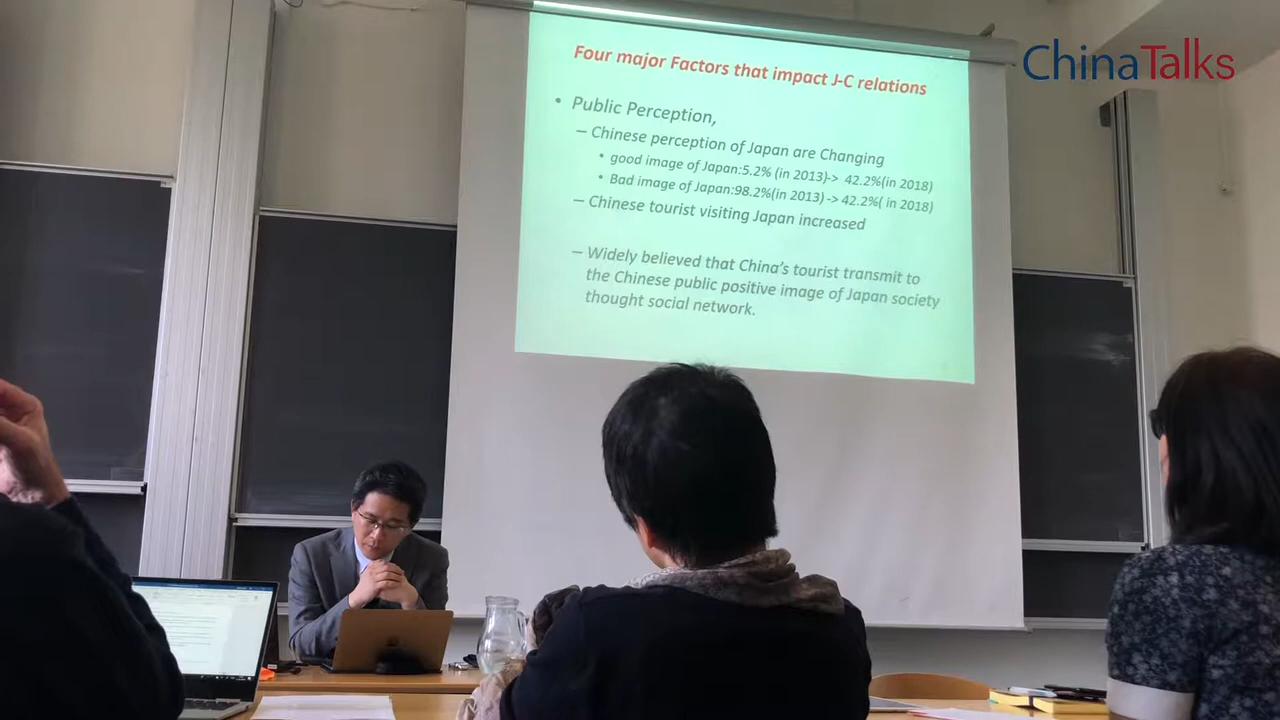 ChinaTalks
Four major Factors that impact J-C relations
• Public Perception,
– Chinese perception of Japan are Changing
• good image of Japan:5.2% (in 2013)-> 42.2%(in 2018)
• Bad image of Japan:98.2%(in 2013) -> 42.2%( in 2018)
– Chinese tourist visiting Japan increased
– Widely believed that China's tourist transmit to
the Chinese public positive image of Japan society
thought social network.